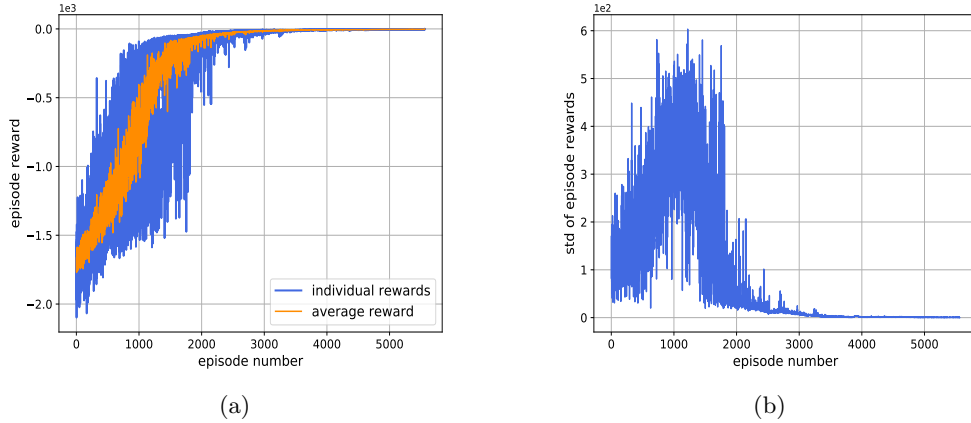 1e3
0.0
−0.5
−1.0
−1.5
−2.0
episode reward
individual rewards
average reward
0 1000 2000 3000 4000 5000
episode number
(a)
1e2
6
5
4
3
2
1
0
std of episode rewards
0 1000 2000 3000 4000 5000
episode number
(b)